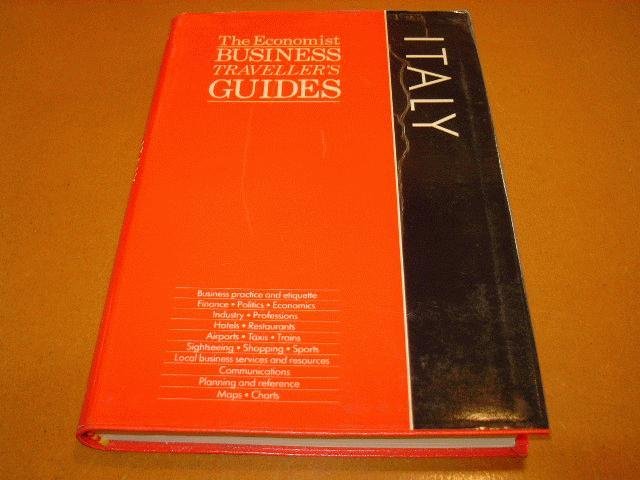 The Economist
BUSINESS
TRAVELLER'S
GUIDES
ITALY
Business practice and etiquette
Finance • Politics • Economics
Industry • Professions
Hotels • Restaurants
Airports • Taxis • Trains
Sightseeing • Shopping • Sports
Local business services and resources
Communications
Planning and reference
Maps • Charts